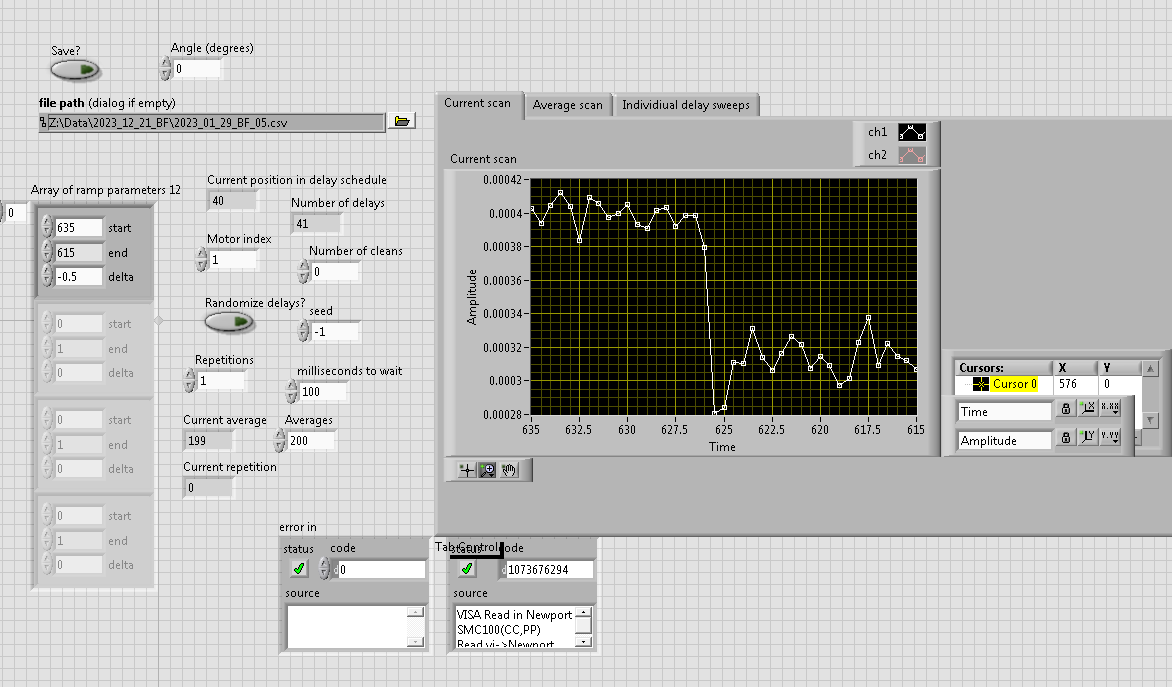 Save?
Angle (degrees)
0
file path (dialog if empty)
Z:\Data\2023_12_21_BF\2023_01_29_BF_05.csv
Array of ramp parameters 12
0
635 start
615 end
-0.5 delta
0 start
1 end
0 delta
0 start
1 end
0 delta
0 start
1 end
0 delta
Current position in delay schedule
40
Number of delays
41
Motor index
1
Number of cleans
0
Randomize delays?
seed
-1
Repetitions
1
milliseconds to wait
100
Current average
199
Averages
200
Current repetition
0
Current scan
Average scan
Individiual delay sweeps
ch1
ch2
Current scan
Amplitude
0.00042
0.0004
0.00038
0.00036
0.00034
0.00032
0.0003
0.00028
635 632.5 630 627.5 625 622.5 620 617.5 615
Time
Cursors: X Y
Cursor 0 576 0
Time
X.XX
Amplitude
Y.YY
error in
status code
0
source
Tab Control
status code
1073676294
source
VISA Read in Newport
SMC100(CC,PP)
Read.vi->Newport